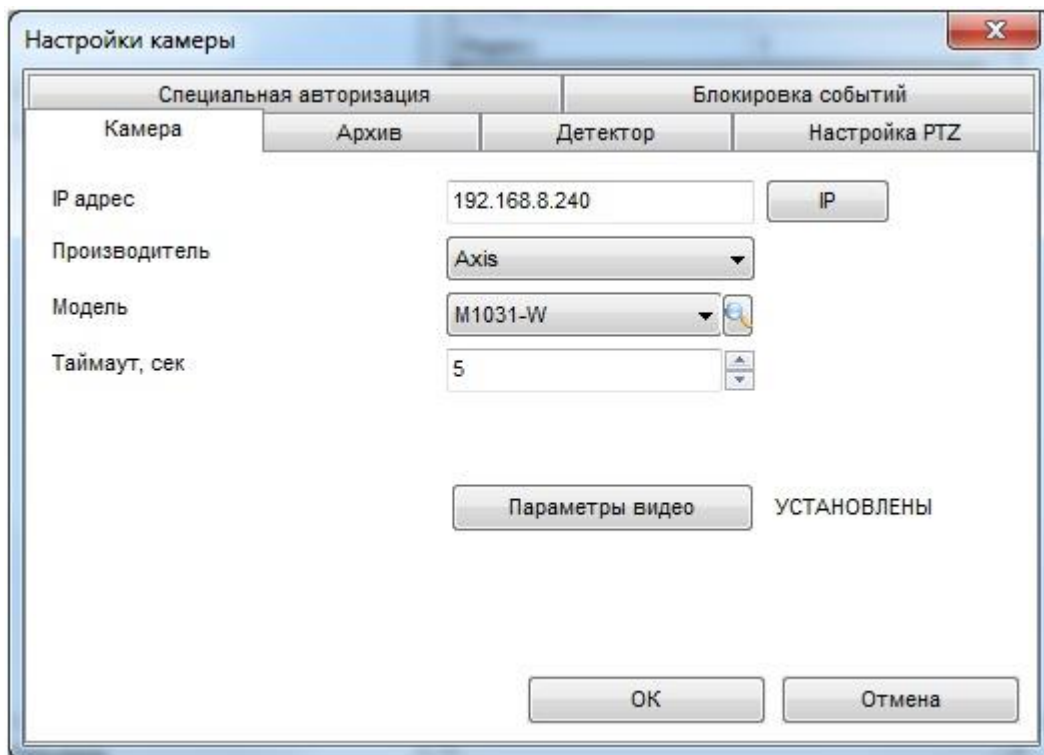 Настройки камеры
Специальная авторизация Блокировка событий
Камера Архив Детектор Настройка PTZ
IP адрес 192.168.8.240 IP
Производитель Axis
Модель M1031-W
Таймаут, сек 5
Параметры видео УСТАНОВЛЕНЫ
OK Отмена